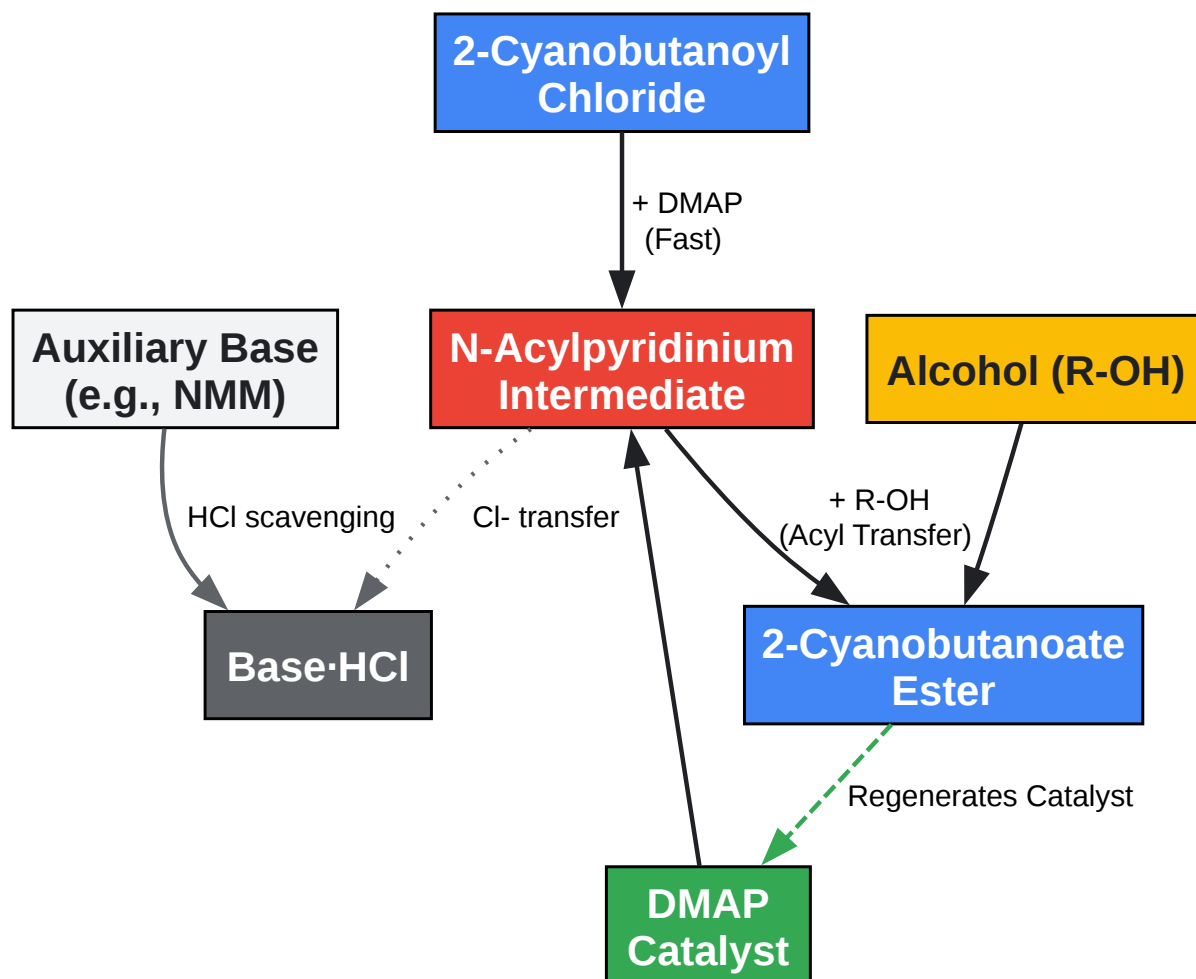 2-Cyanobutanoyl
Chloride
+ DMAP
(Fast)
Auxiliary Base
(e.g., NMM)
N-Acylpyridinium
Intermediate
Alcohol (R-OH)
HCl scavenging
Cl- transfer
+ R-OH
(Acyl Transfer)
Base·HCl
2-Cyanobutanoate
Ester
Regenerates Catalyst
DMAP
Catalyst